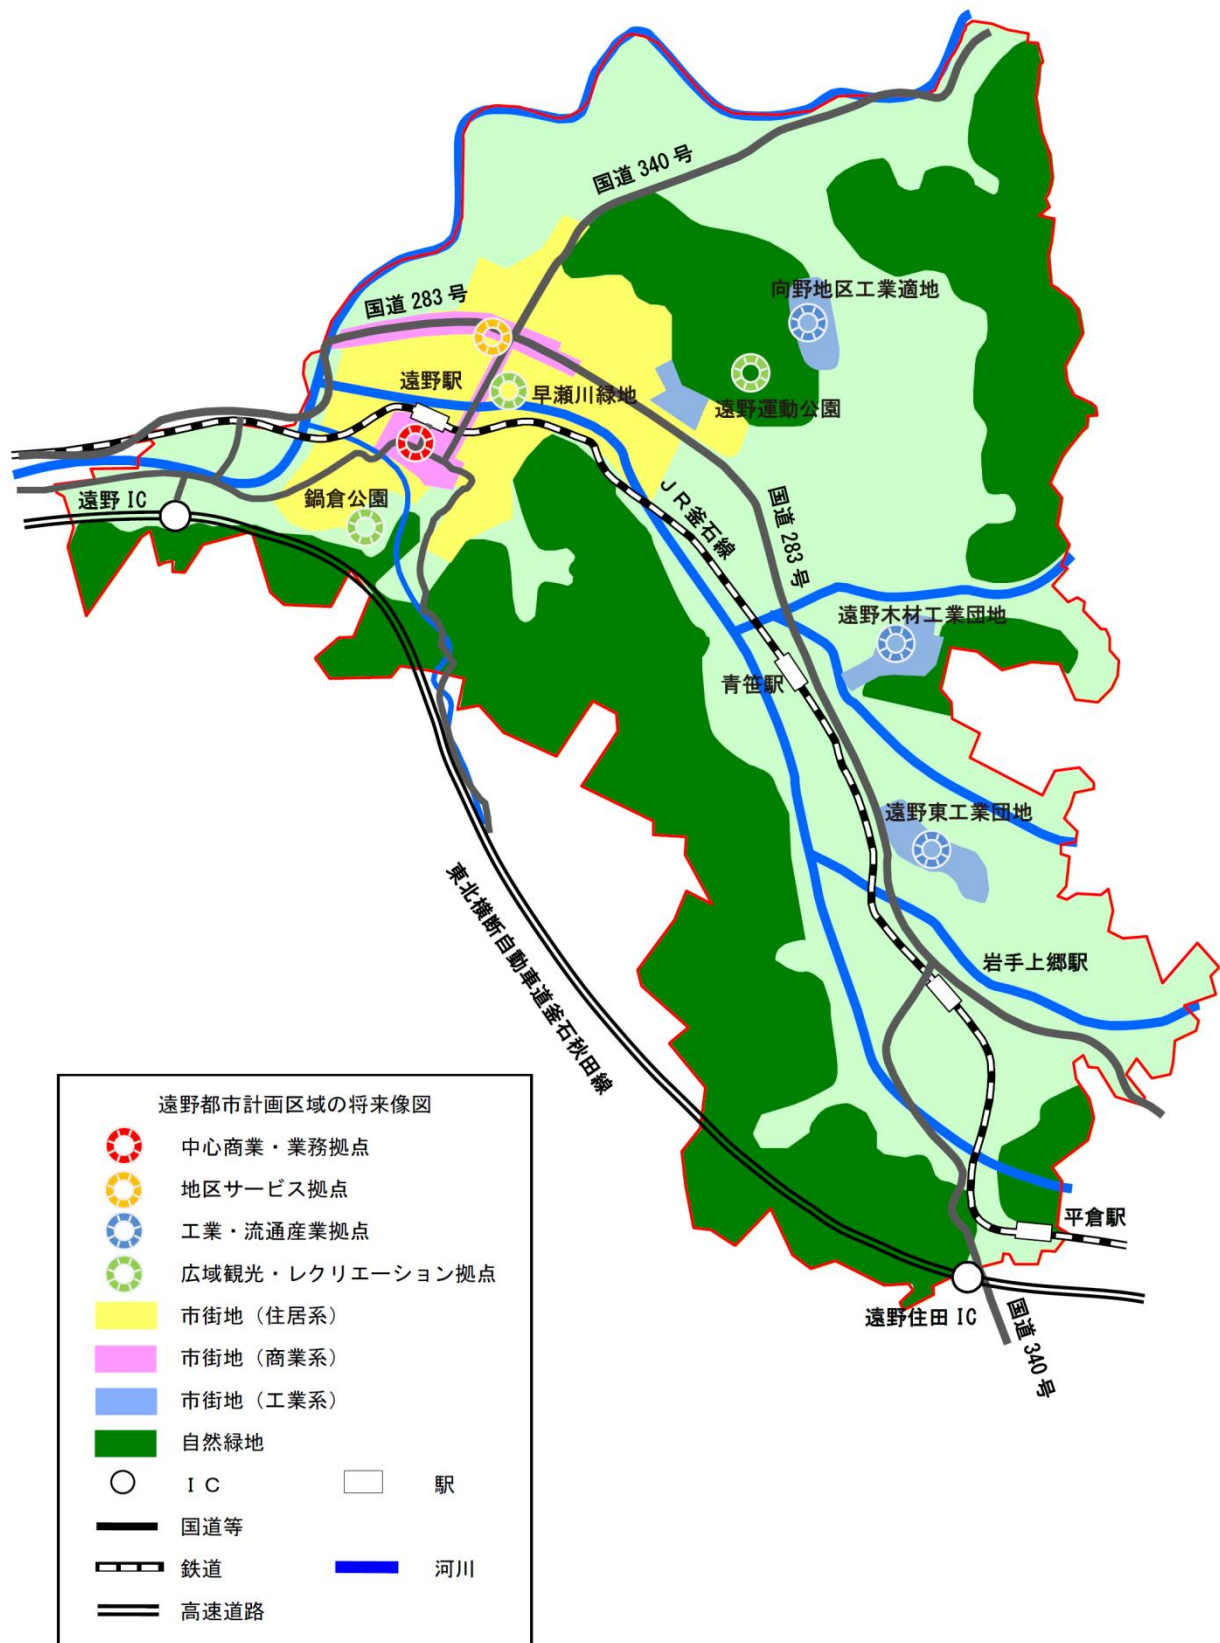 国道 340 号
向野地区工業適地
国道 283 号
遠野駅
早瀬川緑地
遠野運動公園
遠野 IC
鍋倉公園
JR釜石線
国道 283 号
遠野木材工業団地
青笹駅
遠野東工業団地
東北横断自動車道釜石秋田線
岩手上郷駅
平倉駅
遠野住田 IC
国道 340 号
遠野都市計画区域の将来像図
中心商業・業務拠点
地区サービス拠点
工業・流通産業拠点
広域観光・レクリエーション拠点
市街地（住居系）
市街地（商業系）
市街地（工業系）
自然緑地
ＩＣ 駅
国道等
鉄道 河川
高速道路